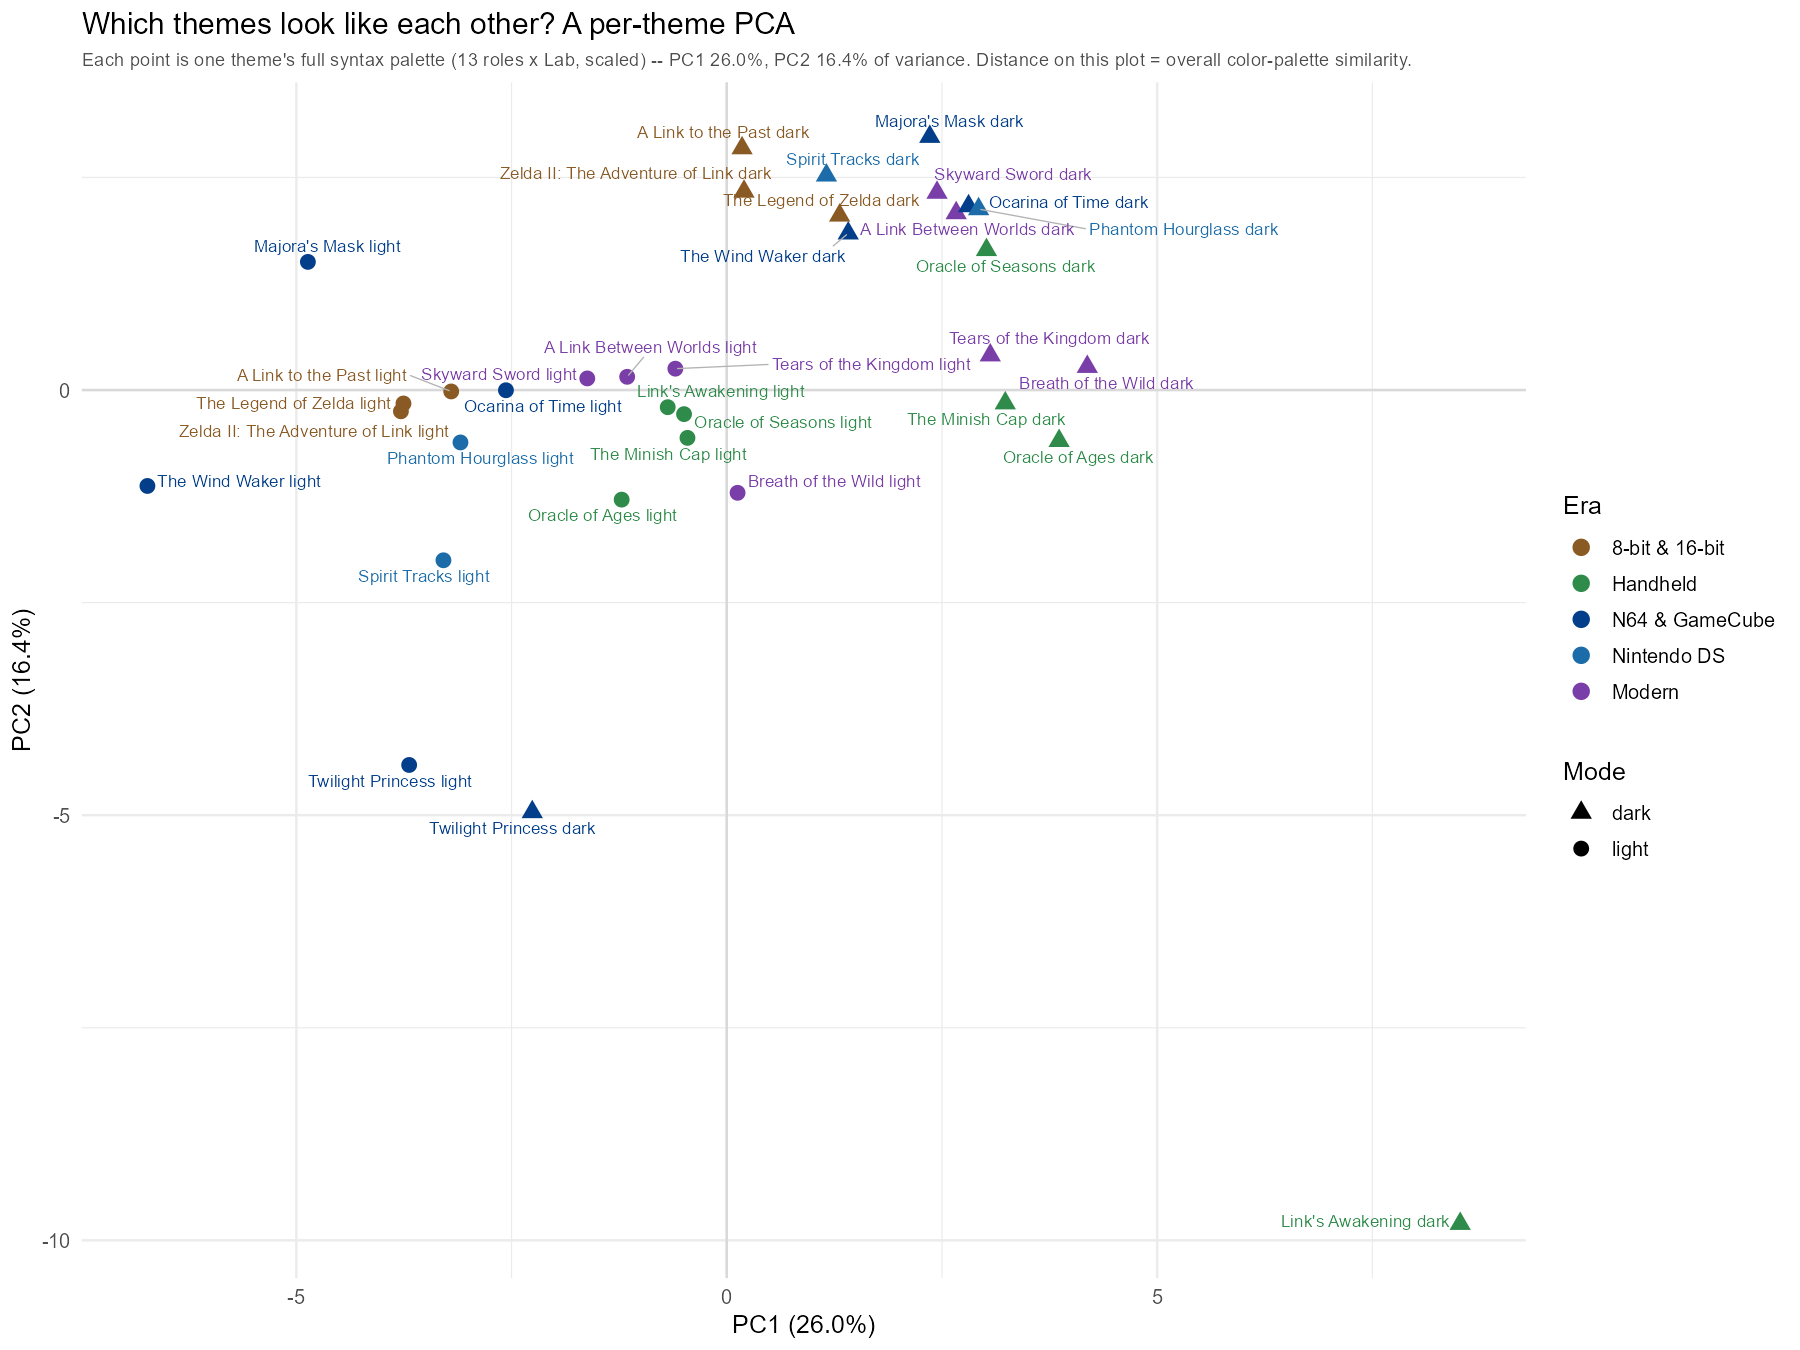 Which themes look like each other? A per-theme PCA
Each point is one theme's full syntax palette (13 roles x Lab, scaled) -- PC1 26.0%, PC2 16.4% of variance. Distance on this plot = overall color-palette similarity.
Majora's Mask dark
A Link to the Past dark
Spirit Tracks dark
Zelda II: The Adventure of Link dark
Skyward Sword dark
The Legend of Zelda dark
Ocarina of Time dark
A Link Between Worlds dark
Phantom Hourglass dark
The Wind Waker dark
Oracle of Seasons dark
Majora's Mask light
Tears of the Kingdom dark
A Link Between Worlds light
Tears of the Kingdom light
A Link to the Past light
Skyward Sword light
Breath of the Wild dark
Link's Awakening light
The Legend of Zelda light
Ocarina of Time light
The Minish Cap dark
Oracle of Seasons light
Zelda II: The Adventure of Link light
Phantom Hourglass light
The Minish Cap light
Oracle of Ages dark
The Wind Waker light
Breath of the Wild light
Oracle of Ages light
Spirit Tracks light
Twilight Princess light
Twilight Princess dark
Link's Awakening dark
0
-5
-10
PC2 (16.4%)
-5
0
5
PC1 (26.0%)
Era
8-bit & 16-bit
Handheld
N64 & GameCube
Nintendo DS
Modern
Mode
dark
light